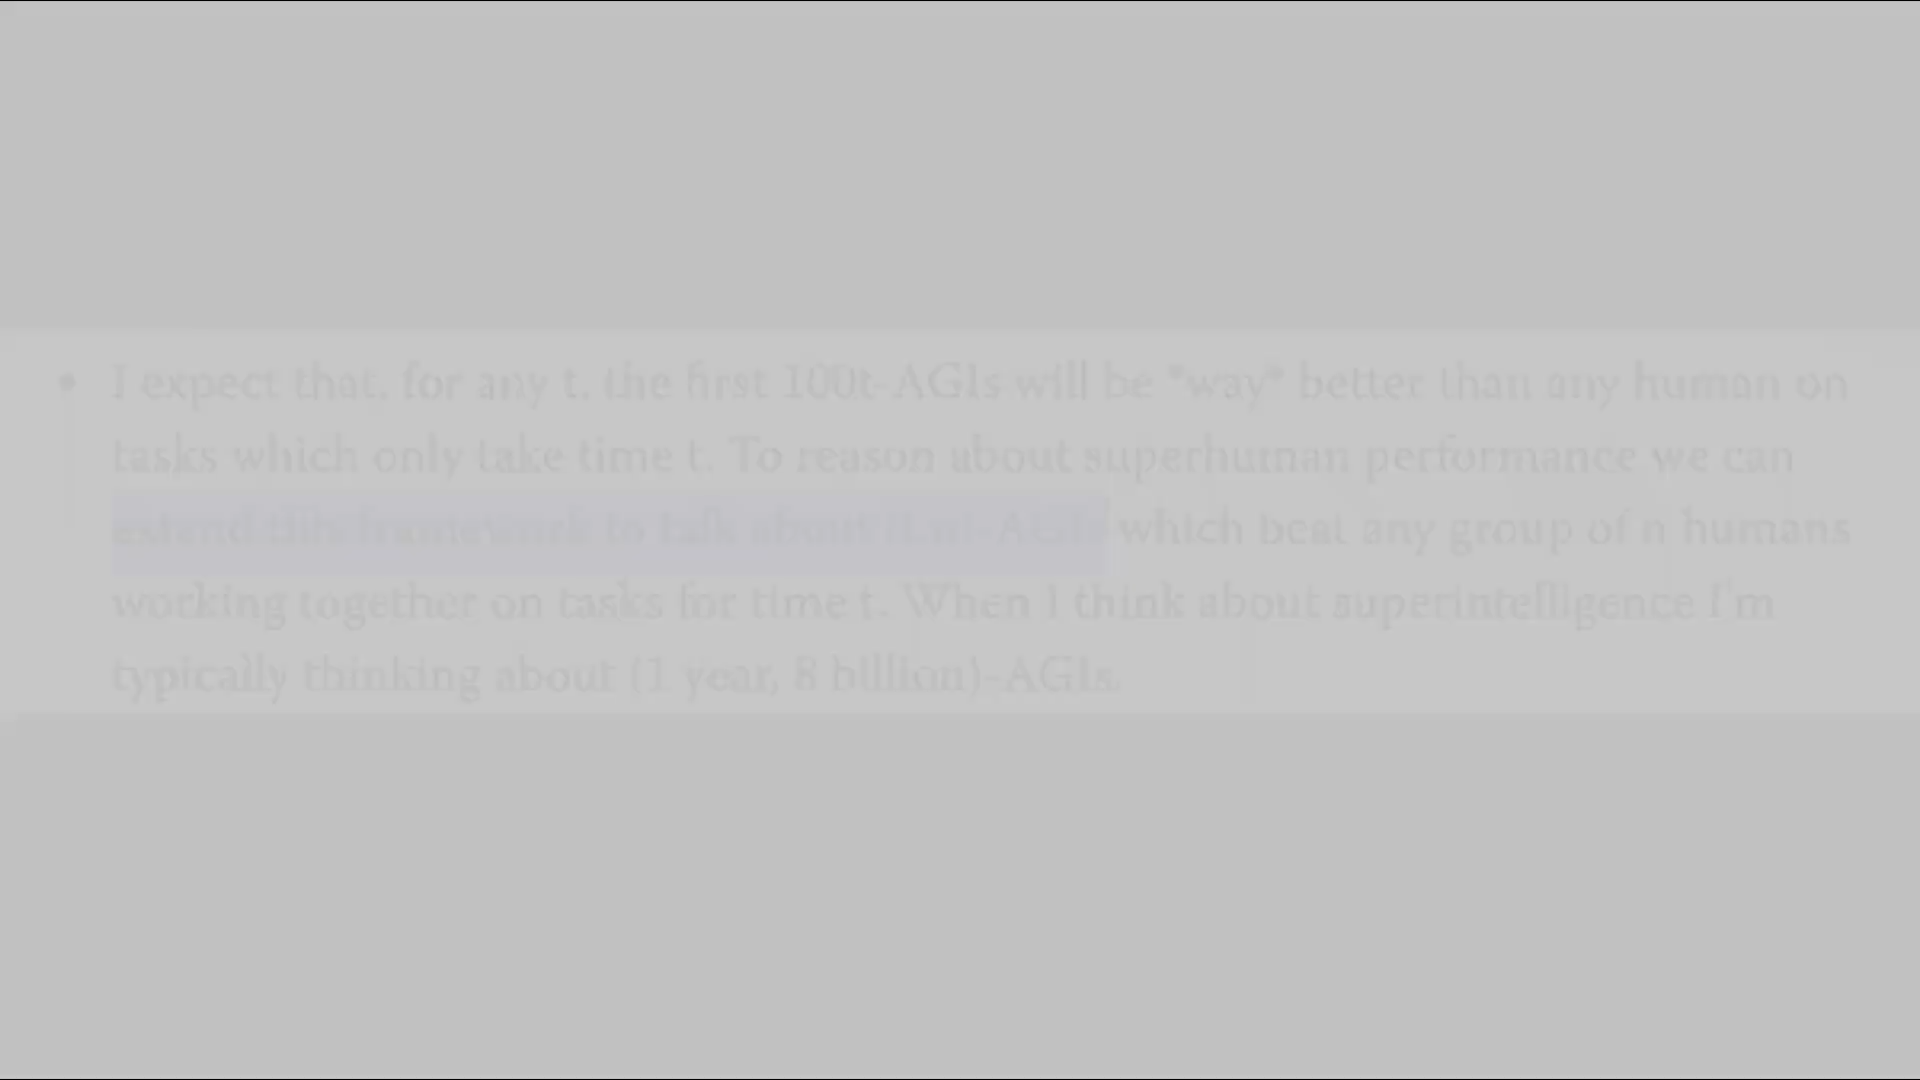 • I expect that, for any t, the first 100t-AGIs will be *way* better than any human on
tasks which only take time t. To reason about superhuman performance we can
extend this framework to talk about (t,n)-AGIs which beat any group of n humans
working together on tasks for time t. When I think about superintelligence I'm
typically thinking about (1 year, 8 billion)-AGIs.